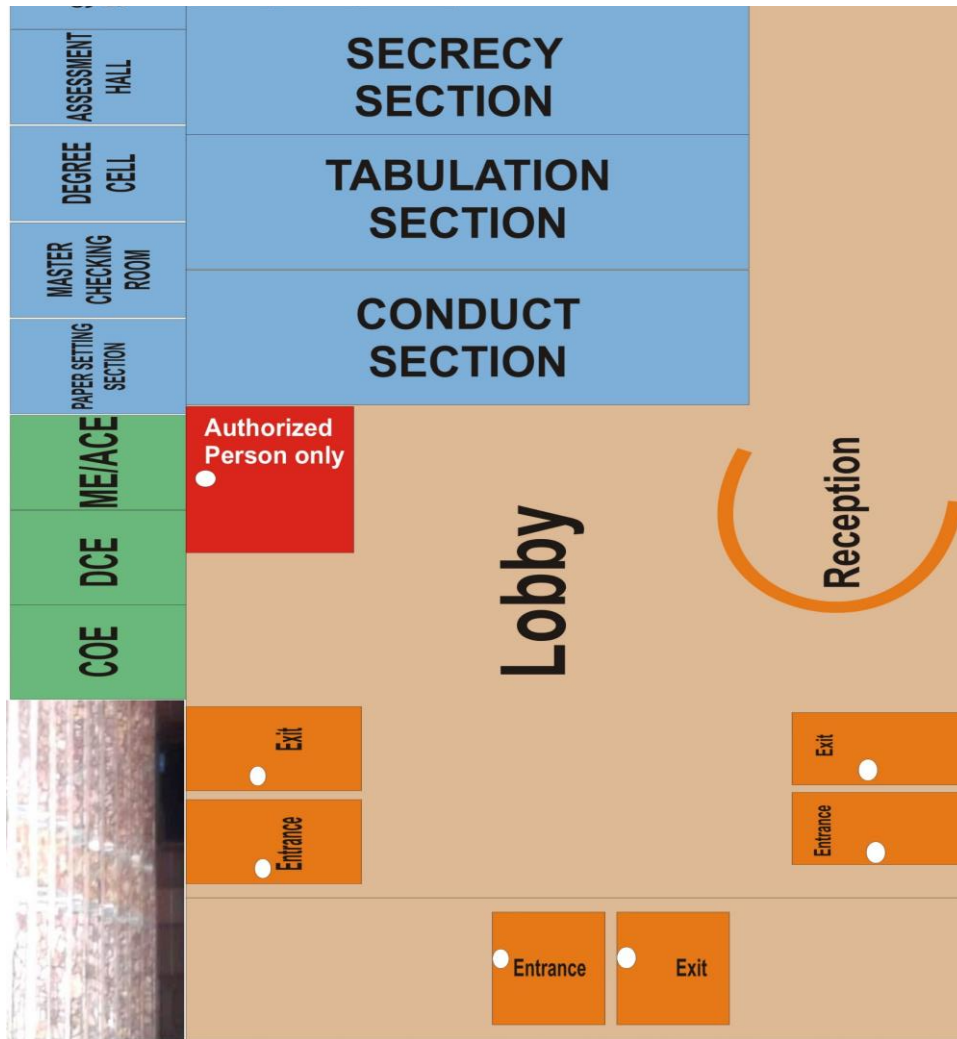 ASSESSMENT
HALL
SECRECY
SECTION
DEGREE
CELL
TABULATION
SECTION
MASTER
CHECKING
ROOM
CONDUCT
SECTION
PAPER SETTING
SECTION
ME/ACE
Authorized
Person only
DCE
COE
Lobby
Reception
Exit
Entrance
Exit
Entrance
Entrance
Exit